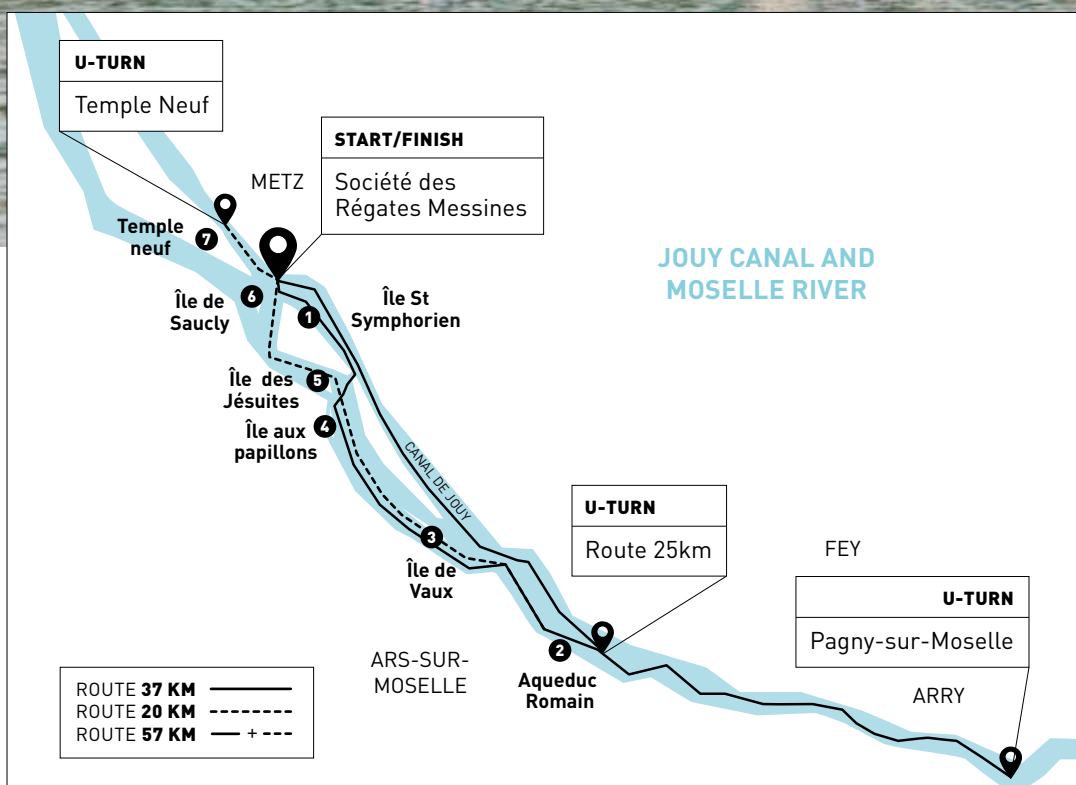 U-TURN
Temple Neuf
START/FINISH
Société des
Régates Messines
METZ
7
Temple
neuf
JOUY CANAL AND
MOSELLE RIVER
6
Île de
Saucly
1
Île St
Symphorien
5
Île des
Jésuites
4
Île aux
papillons
CANAL DE JOUY
3
Île de
Vaux
U-TURN
Route 25km
FEY
U-TURN
Pagny-sur-Moselle
2
Aqueduc
Romain
ARS-SUR-
MOSELLE
ARRY
ROUTE 37 KM
ROUTE 20 KM
ROUTE 57 KM +